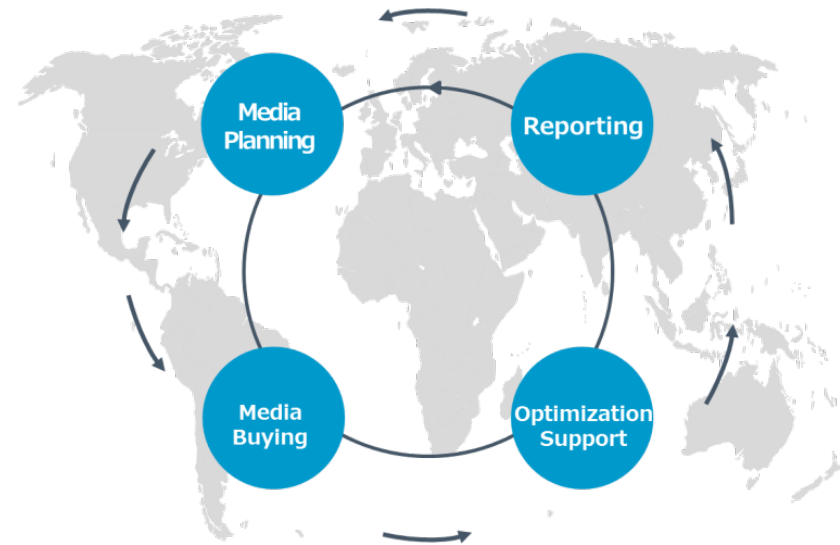 Media
Planning
Reporting
Media
Buying
Optimization
Support